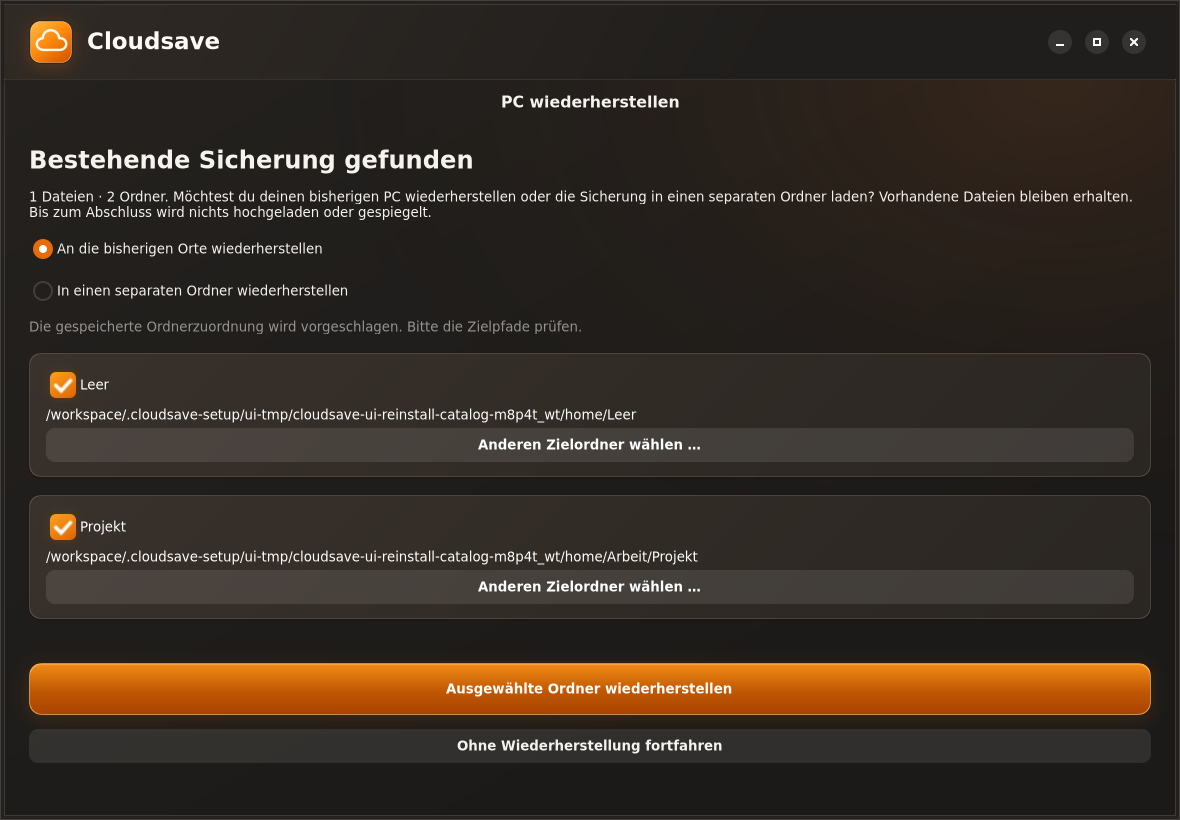 Cloudsave
PC wiederherstellen
Bestehende Sicherung gefunden
1 Dateien · 2 Ordner. Möchtest du deinen bisherigen PC wiederherstellen oder die Sicherung in einen separaten Ordner laden? Vorhandene Dateien bleiben erhalten.
Bis zum Abschluss wird nichts hochgeladen oder gespiegelt.
An die bisherigen Orte wiederherstellen
In einen separaten Ordner wiederherstellen
Die gespeicherte Ordnerzuordnung wird vorgeschlagen. Bitte die Zielpfade prüfen.
Leer
/workspace/.cloudsave-setup/ui-tmp/cloudsave-ui-reinstall-catalog-m8p4t_wt/home/Leer
Anderen Zielordner wählen …
Projekt
/workspace/.cloudsave-setup/ui-tmp/cloudsave-ui-reinstall-catalog-m8p4t_wt/home/Arbeit/Projekt
Anderen Zielordner wählen …
Ausgewählte Ordner wiederherstellen
Ohne Wiederherstellung fortfahren